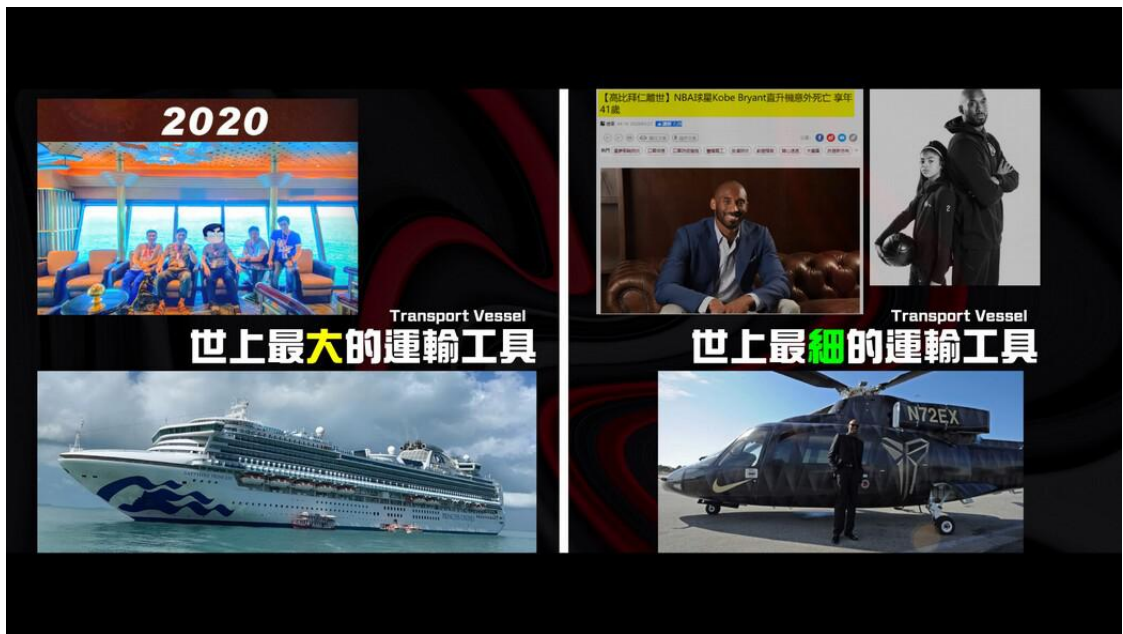 2020
Transport Vessel
世上最大的運輸工具
【高比拜仁離世】NBA球星Kobe Bryant直升機意外死亡 享年
41歲
Transport Vessel
世上最細的運輸工具
N72EX